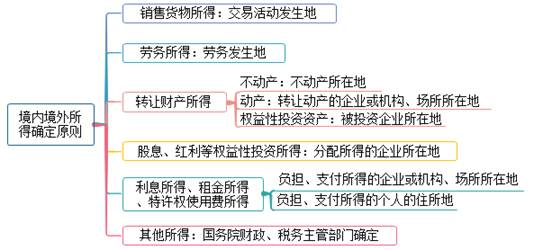 境内境外所
得确定原则
销售货物所得：交易活动发生地
劳务所得：劳务发生地
转让财产所得
不动产：不动产所在地
动产：转让动产的企业或机构、场所所在地
权益性投资资产：被投资企业所在地
股息、红利等权益性投资所得：分配所得的企业所在地
利息所得、租金所得
、特许权使用费所得
负担、支付所得的企业或机构、场所所在地
负担、支付所得的个人的住所地
其他所得：国务院财政、税务主管部门确定